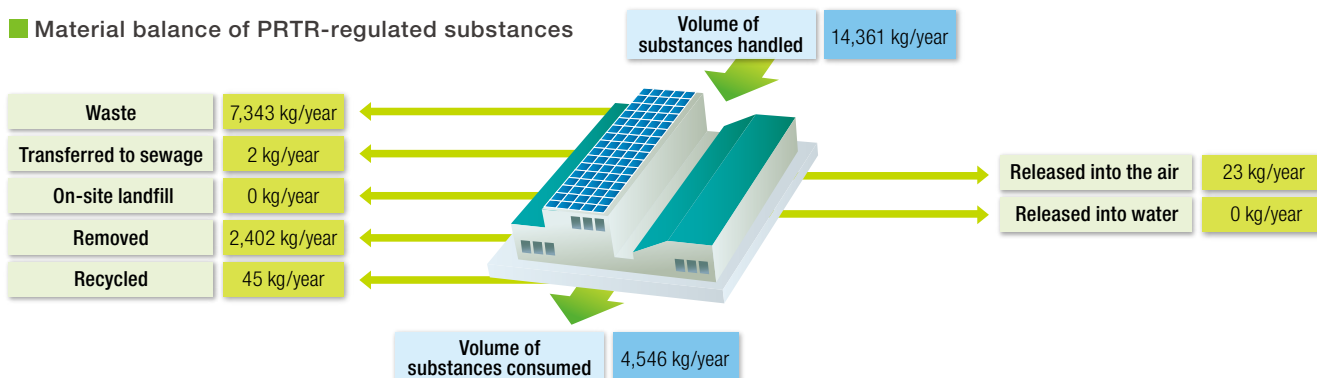 Material balance of PRTR-regulated substances
Volume of
substances handled
14,361 kg/year
Waste
7,343 kg/year
Transferred to sewage
2 kg/year
On-site landfill
0 kg/year
Removed
2,402 kg/year
Recycled
45 kg/year
Released into the air
23 kg/year
Released into water
0 kg/year
Volume of
substances consumed
4,546 kg/year